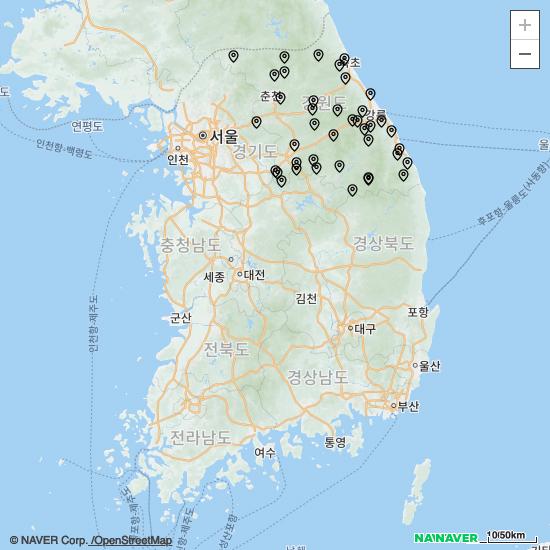 +
−
속초
춘천
강원도
강릉
연평도
서울
인천
경기도
인천항-백령도
울
후포항-울릉도(사동항)
충청남도
경상북도
세종
대전
인천항-제주도
김천
군산
포항
대구
전북도
울산
경상남도
부산
전라남도
통영
여수
© NAVER Corp. /OpenStreetMap
NAVER
10/50km